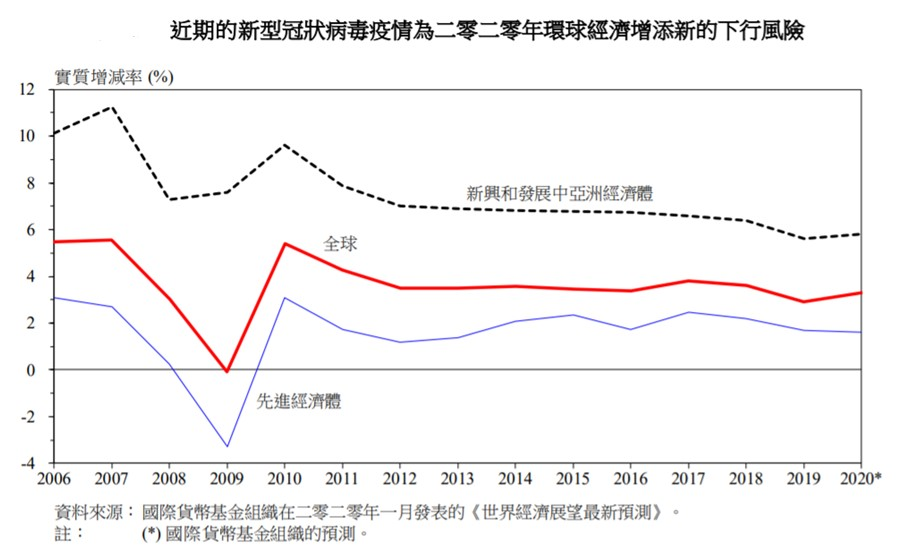 近期的新型冠狀病毒疫情為二零二零年環球經濟增添新的下行風險
實質增減率 (%)
12
10
8
6
4
2
0
-2
-4
新興和發展中亞洲經濟體
全球
先進經濟體
2006 2007 2008 2009 2010 2011 2012 2013 2014 2015 2016 2017 2018 2019 2020*
資料來源： 國際貨幣基金組織在二零二零年一月發表的《世界經濟展望最新預測》。
註： (*) 國際貨幣基金組織的預測。